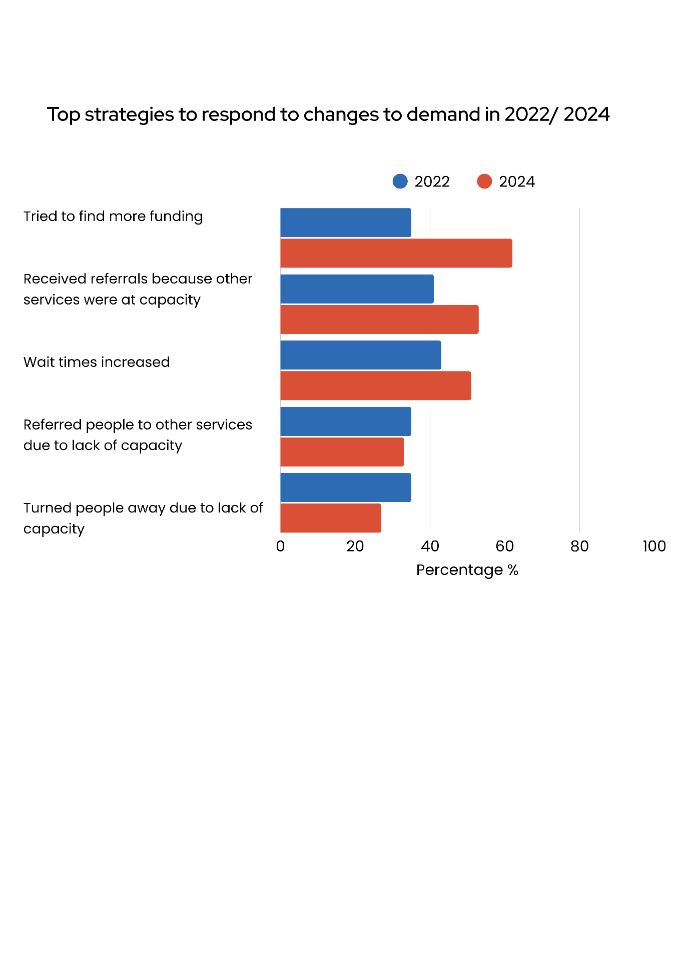 Top strategies to respond to changes to demand in 2022/ 2024
2022
2024
Tried to find more funding
Received referrals because other
services were at capacity
Wait times increased
Referred people to other services
due to lack of capacity
Turned people away due to lack of
capacity
0 20 40 60 80 100
Percentage %